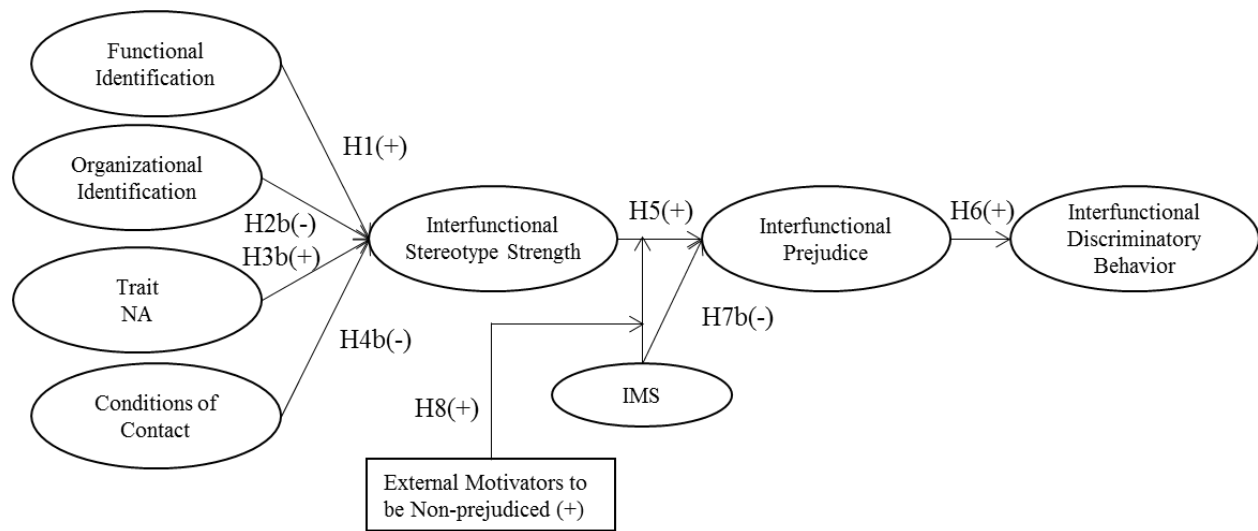 Functional
Identification
H1(+)
Organizational
Identification
H2b(-)
H3b(+)
Trait
NA
H4b(-)
Conditions of
Contact
Interfunctional
Stereotype Strength
H5(+)
Interfunctional
Prejudice
H6(+)
Interfunctional
Discriminatory
Behavior
H7b(-)
IMS
H8(+)
External Motivators to
be Non-prejudiced (+)